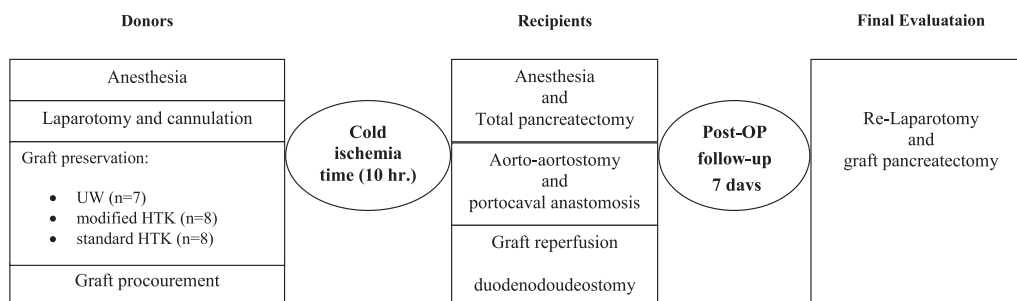 Donors
Anesthesia
Laparotomy and cannulation
Graft preservation:
• UW (n=7)
• modified HTK (n=8)
• standard HTK (n=8)
Graft procurement
Cold
ischemia
time (10 hr.)
Recipients
Anesthesia
and
Total pancreatectomy
Aorto-aortostomy
and
portocaval anastomosis
Graft reperfusion
duodenodoudeostomy
Post-OP
follow-up
7 days
Final Evaluataion
Re-Laparotomy
and
graft pancreatectomy